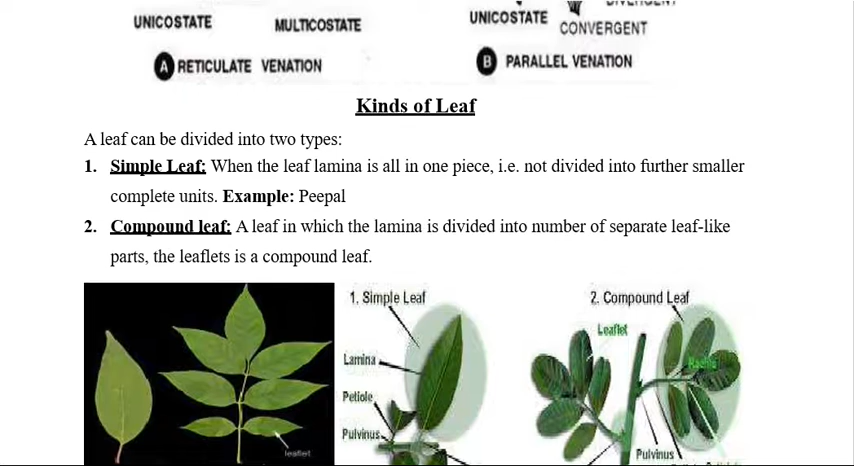 UNICOSTATE MULTICOSTATE UNICOSTATE
CONVERGENT
A RETICULATE VENATION B PARALLEL VENATION
Kinds of Leaf
A leaf can be divided into two types:
1. Simple Leaf: When the leaf lamina is all in one piece, i.e. not divided into further smaller
complete units. Example: Peepal
2. Compound leaf: A leaf in which the lamina is divided into number of separate leaf-like
parts, the leaflets is a compound leaf.
1. Simple Leaf 2. Compound Leaf
Leaflet
Lamina
Rachis
Petiole
Pulvinus
leaflet
Pulvinus